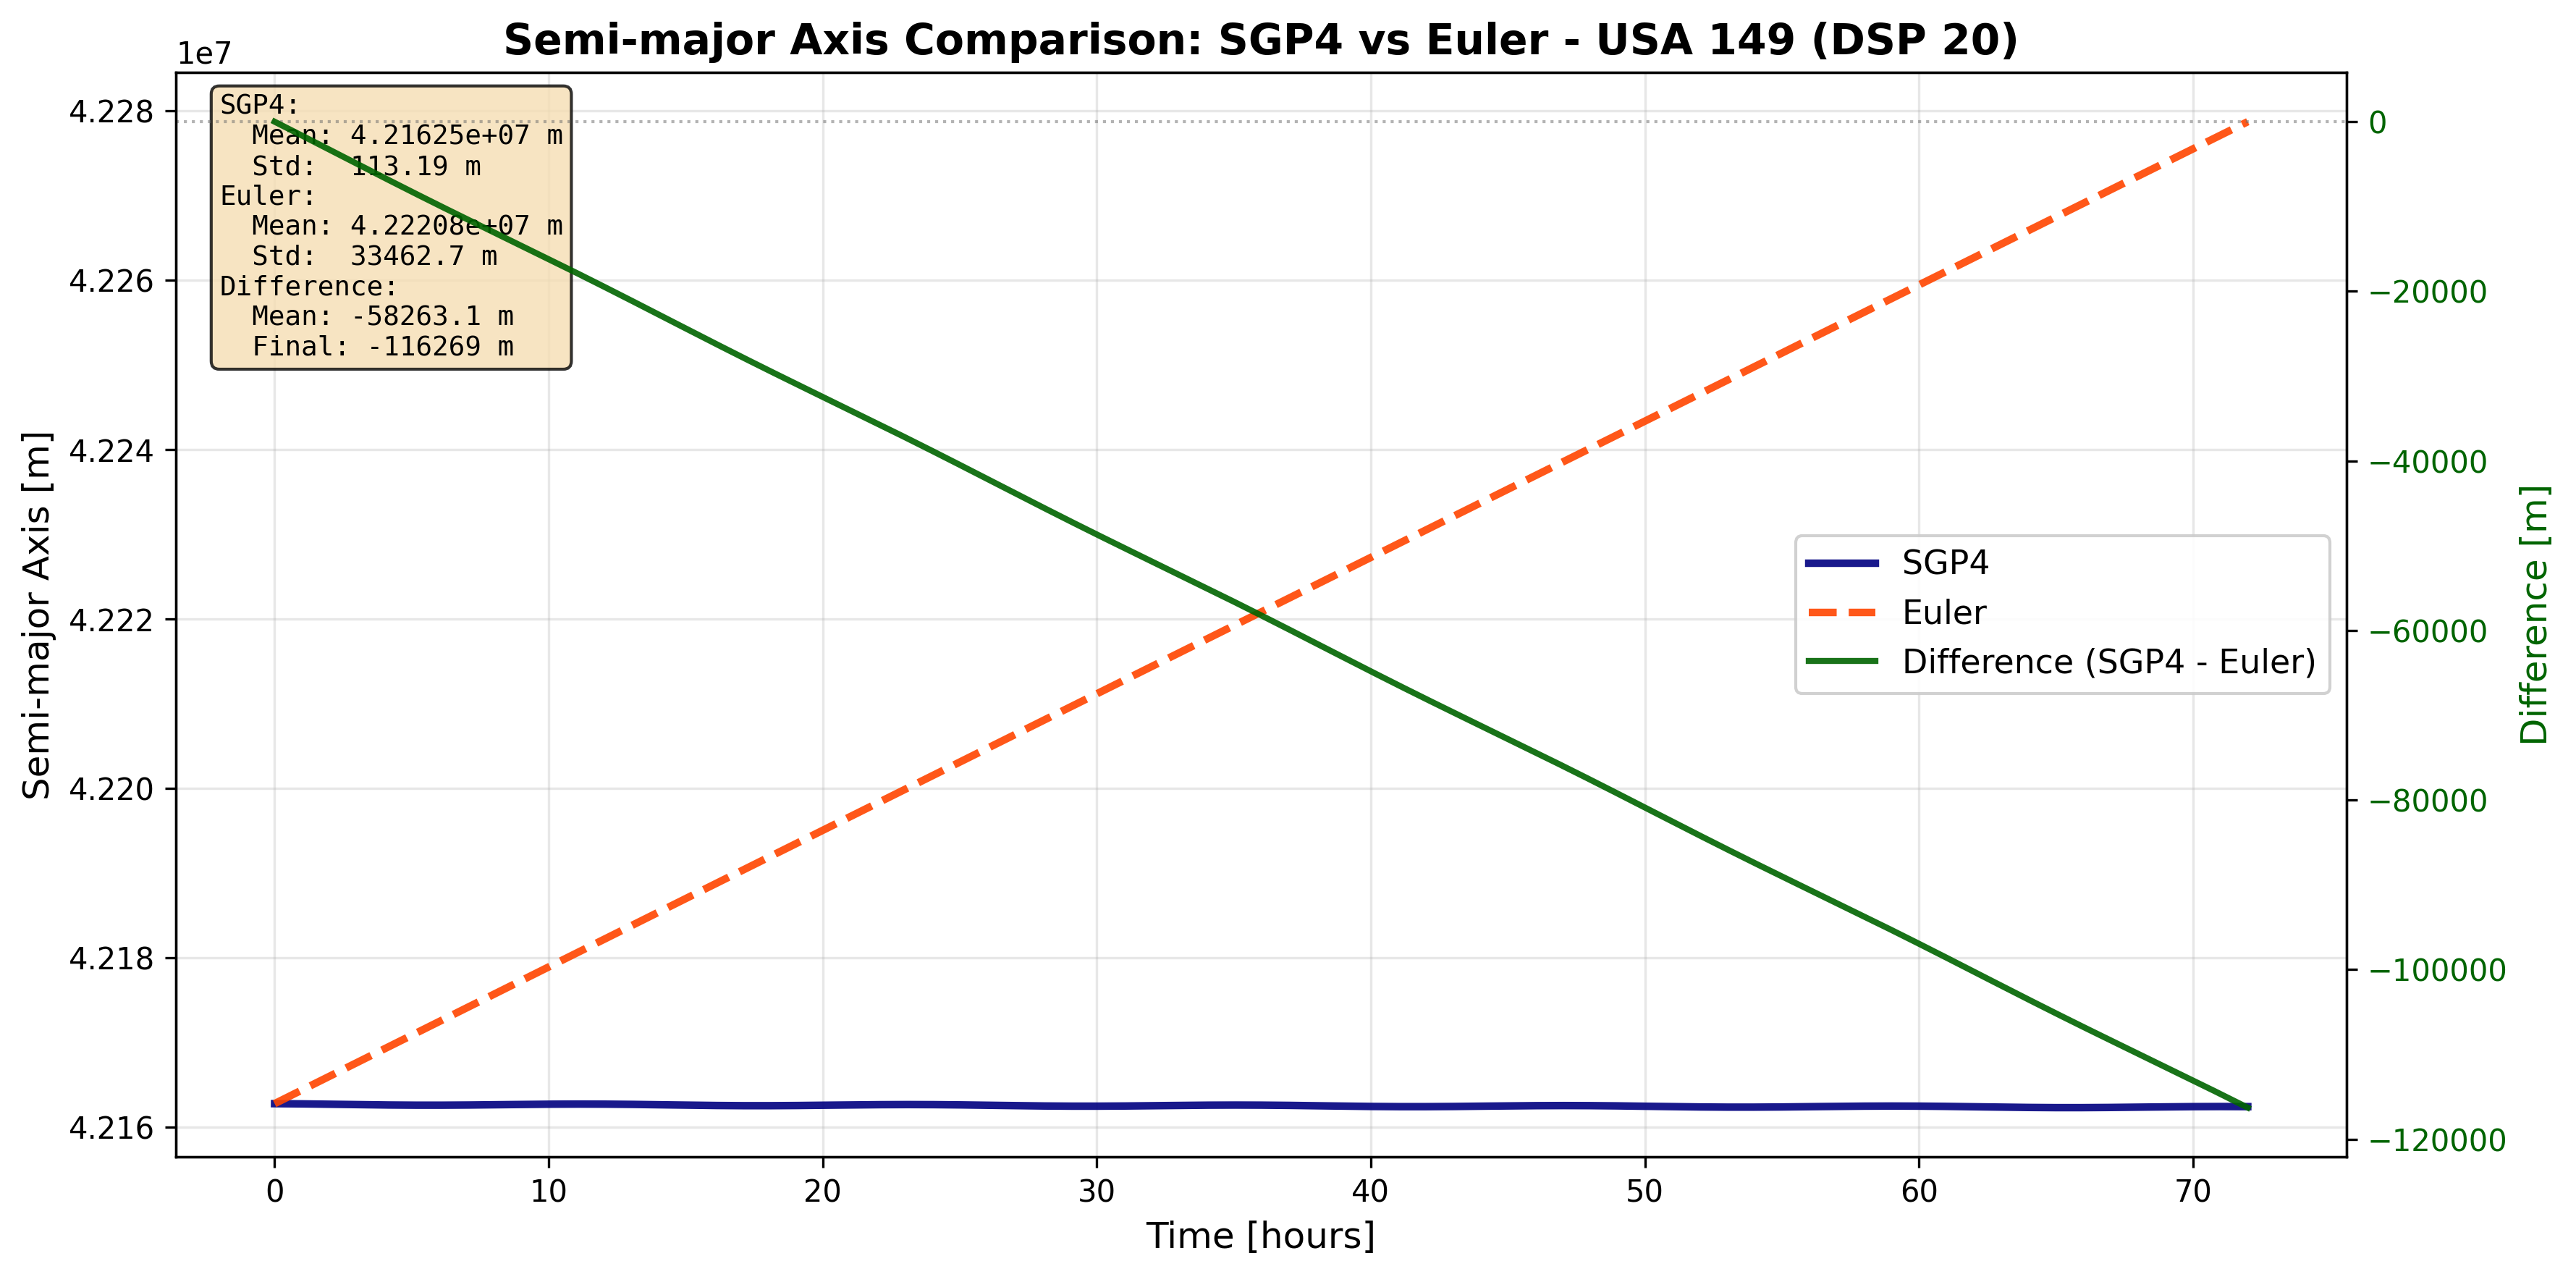 Semi-major Axis Comparison: SGP4 vs Euler - USA 149 (DSP 20)
1e7
SGP4:
Mean: 4.21625e+07 m
Std: 113.19 m
Euler:
Mean: 4.22208e+07 m
Std: 33462.7 m
Difference:
Mean: -58263.1 m
Final: -116269 m
4.228
4.226
4.224
4.222
4.220
4.218
4.216
Semi-major Axis [m]
0
−20000
−40000
−60000
−80000
−100000
−120000
Difference [m]
SGP4
Euler
Difference (SGP4 - Euler)
0 10 20 30 40 50 60 70
Time [hours]